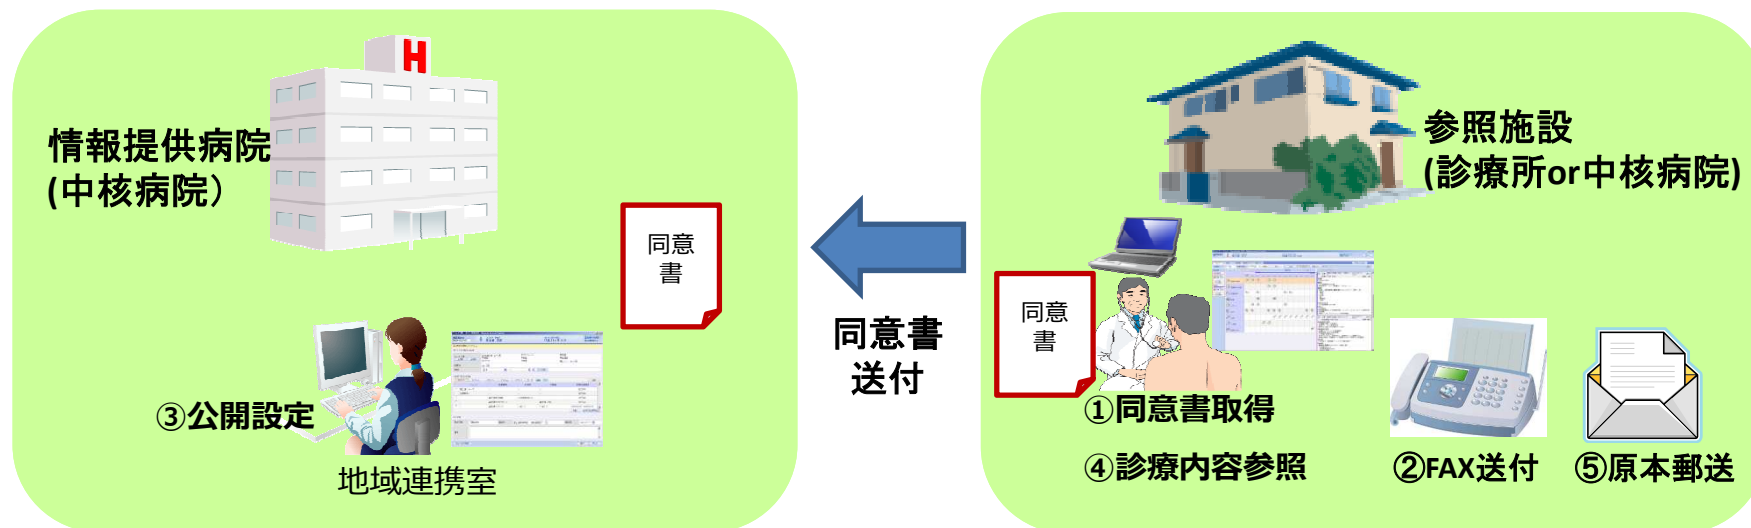 H
情報提供病院
(中核病院）
同意
書
③公開設定
地域連携室
同意書
送付
参照施設
(診療所or中核病院)
同意
書
①同意書取得
④診療内容参照
②FAX送付
⑤原本郵送